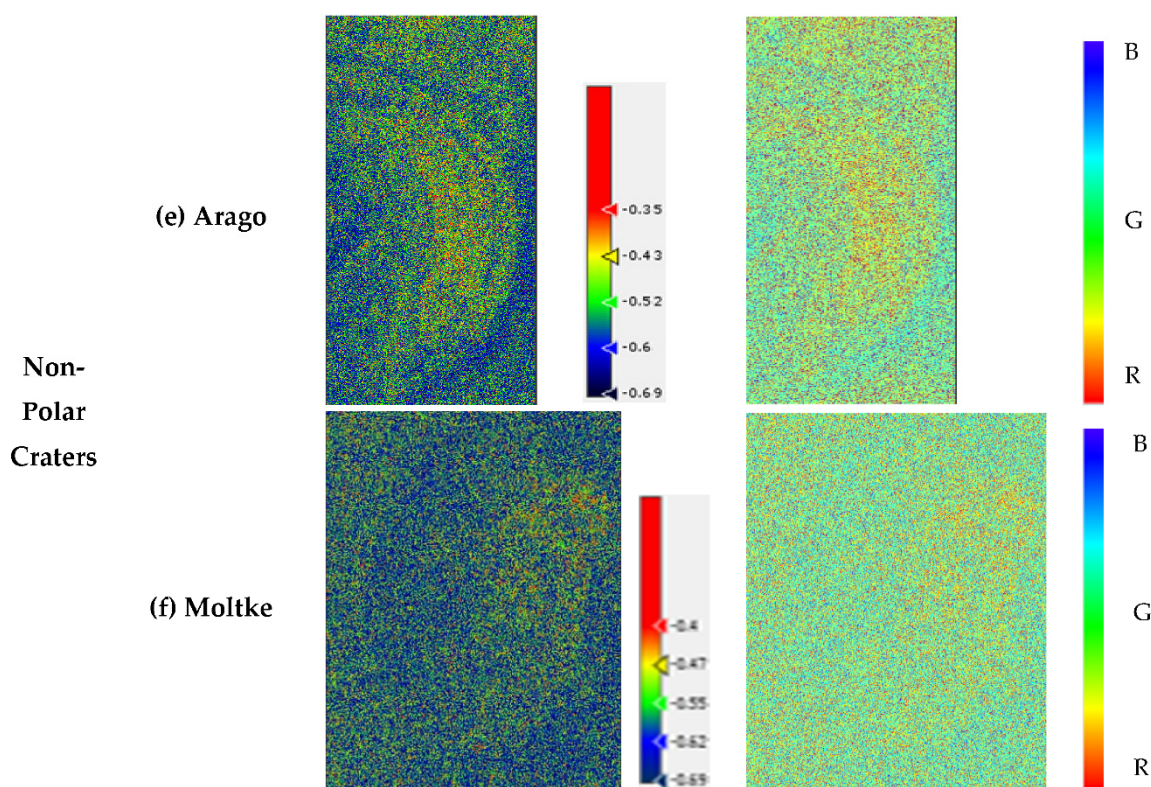 B
-0.35
(e) Arago
-0.43
G
-0.52
-0.6
-0.69
R
Non-
Polar
Craters
B
(f) Moltke
-0.4
-0.47
G
-0.55
-0.62
-0.69
R